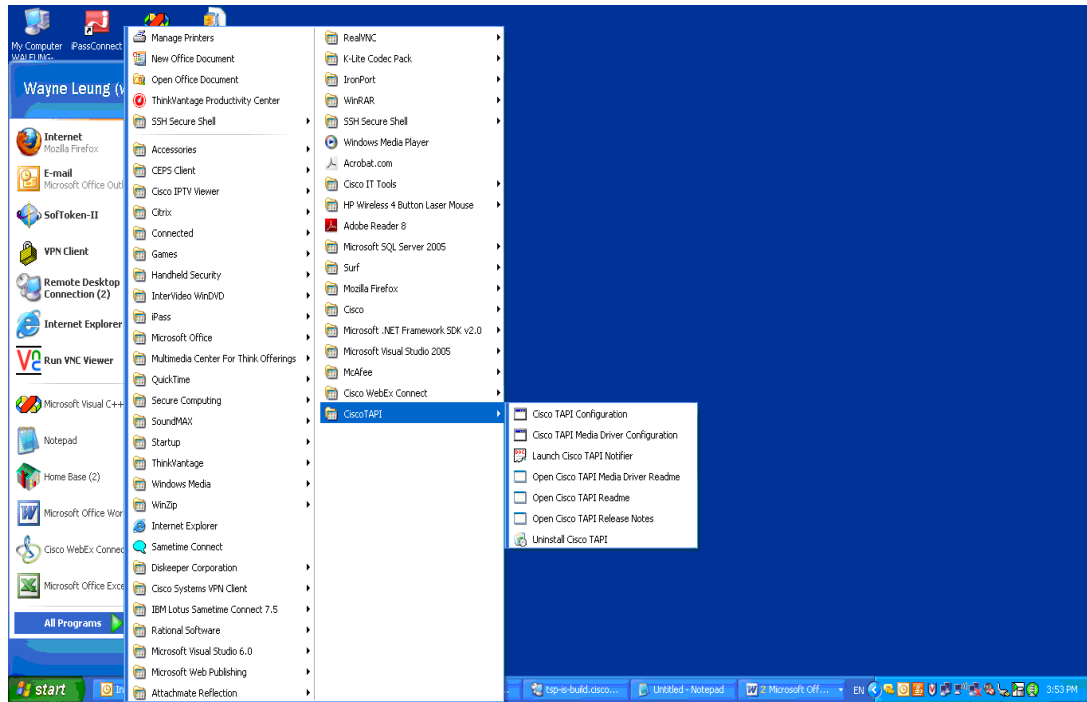 My Computer
WALEUNG-
iPassConnect
Wayne Leung (w
Internet
Mozilla Firefox
E-mail
Microsoft Office Outl
SofToken-II
VPN Client
Remote Desktop
Connection (2)
Internet Explorer
Run VNC Viewer
Microsoft Visual C++
Notepad
Home Base (2)
Microsoft Office Wor
Cisco WebEx Connec
Microsoft Office Exce
All Programs
Manage Printers
New Office Document
Open Office Document
ThinkVantage Productivity Center
SSH Secure Shell
Accessories
CEPS Client
Cisco IPTV Viewer
Citrix
Connected
Games
Handheld Security
InterVideo WinDVD
iPass
Microsoft Office
Multimedia Center For Think Offerings
QuickTime
Secure Computing
SoundMAX
Startup
ThinkVantage
Windows Media
WinZip
Internet Explorer
Sametime Connect
Diskeeper Corporation
Cisco Systems VPN Client
IBM Lotus Sametime Connect 7.5
Rational Software
Microsoft Visual Studio 6.0
Microsoft Web Publishing
Attachmate Reflection
RealVNC
K-Lite Codec Pack
IronPort
WinRAR
SSH Secure Shell
Windows Media Player
Acrobat.com
Cisco IT Tools
HP Wireless 4 Button Laser Mouse
Adobe Reader 8
Microsoft SQL Server 2005
Surf
Mozilla Firefox
Cisco
Microsoft .NET Framework SDK v2.0
Microsoft Visual Studio 2005
McAfee
Cisco WebEx Connect
CiscoTAPI
Cisco TAPI Configuration
Cisco TAPI Media Driver Configuration
Launch Cisco TAPI Notifier
Open Cisco TAPI Media Driver Readme
Open Cisco TAPI Readme
Open Cisco TAPI Release Notes
Uninstall Cisco TAPI
start
In
tsp-is-build.cisco...
Untitled - Notepad
2 Microsoft Off...
EN
3:53 PM